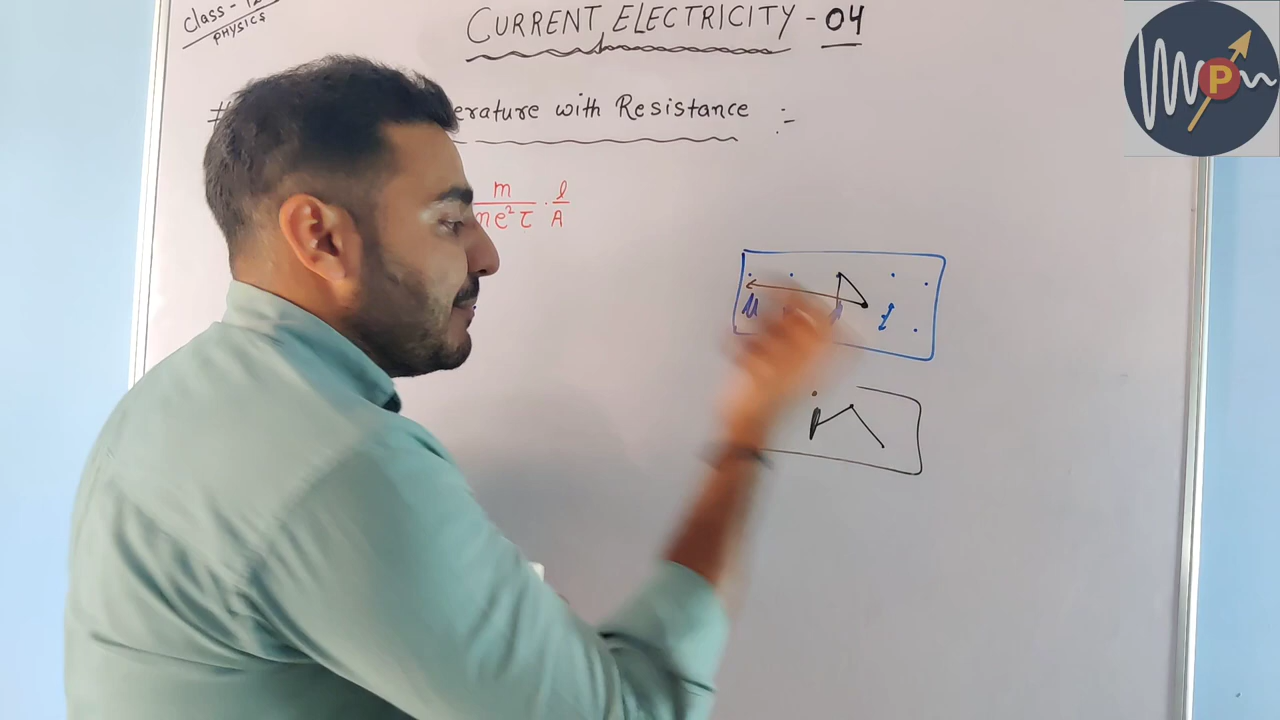 Class - 12
PHYSICS
CURRENT ELECTRICITY - 04
# erature with Resistance :-
m l
ne²τ · A
P